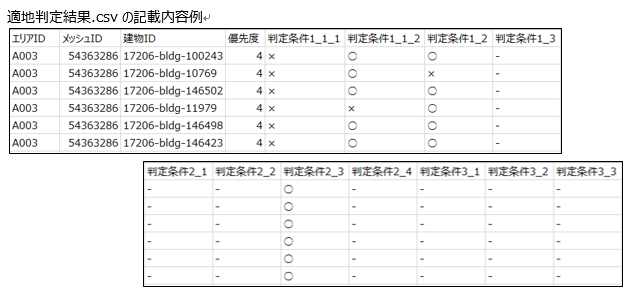 適地判定結果.csv の記載内容例
エリアID メッシュID 建物ID 優先度 判定条件1_1_1 判定条件1_1_2 判定条件1_2 判定条件1_3
A003 54363286 17206-bldg-100243 4 × ○ ○ -
A003 54363286 17206-bldg-10769 4 × ○ × -
A003 54363286 17206-bldg-146502 4 × ○ ○ -
A003 54363286 17206-bldg-11979 4 × × ○ -
A003 54363286 17206-bldg-146498 4 × ○ ○ -
A003 54363286 17206-bldg-146423 4 × ○ ○ -
判定条件2_1 判定条件2_2 判定条件2_3 判定条件2_4 判定条件3_1 判定条件3_2 判定条件3_3
- - ○ - - - -
- - ○ - - - -
- - ○ - - - -
- - ○ - - - -
- - ○ - - - -
- - ○ - - - -